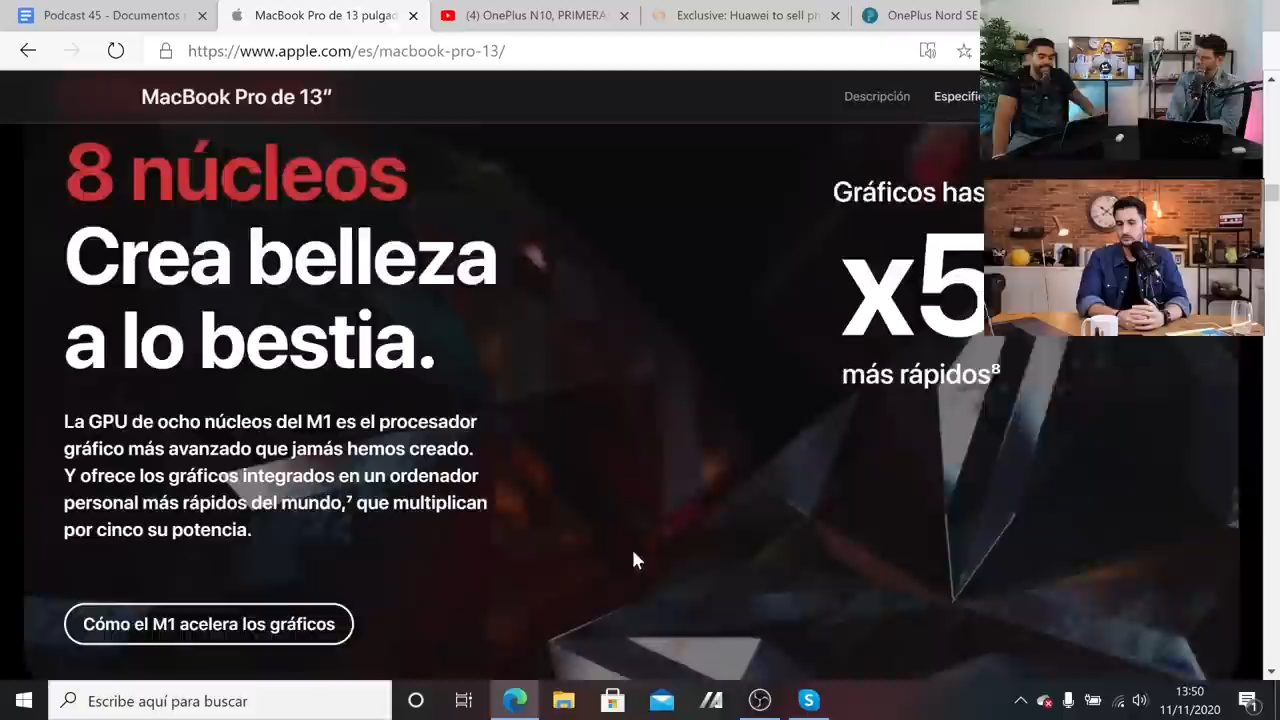 Podcast 45 - Documentos
MacBook Pro de 13 pulgad
(4) OnePlus N10, PRIMERA
Exclusive: Huawei to sell ph
OnePlus Nord SE
https://www.apple.com/es/macbook-pro-13/
MacBook Pro de 13″
Descripción
Especific
8 núcleos
Crea belleza
a lo bestia.
Gráficos has
x5
más rápidos⁸
La GPU de ocho núcleos del M1 es el procesador
gráfico más avanzado que jamás hemos creado.
Y ofrece los gráficos integrados en un ordenador
personal más rápidos del mundo,⁷ que multiplican
por cinco su potencia.
Cómo el M1 acelera los gráficos
Escribe aquí para buscar
13:50
11/11/2020
1